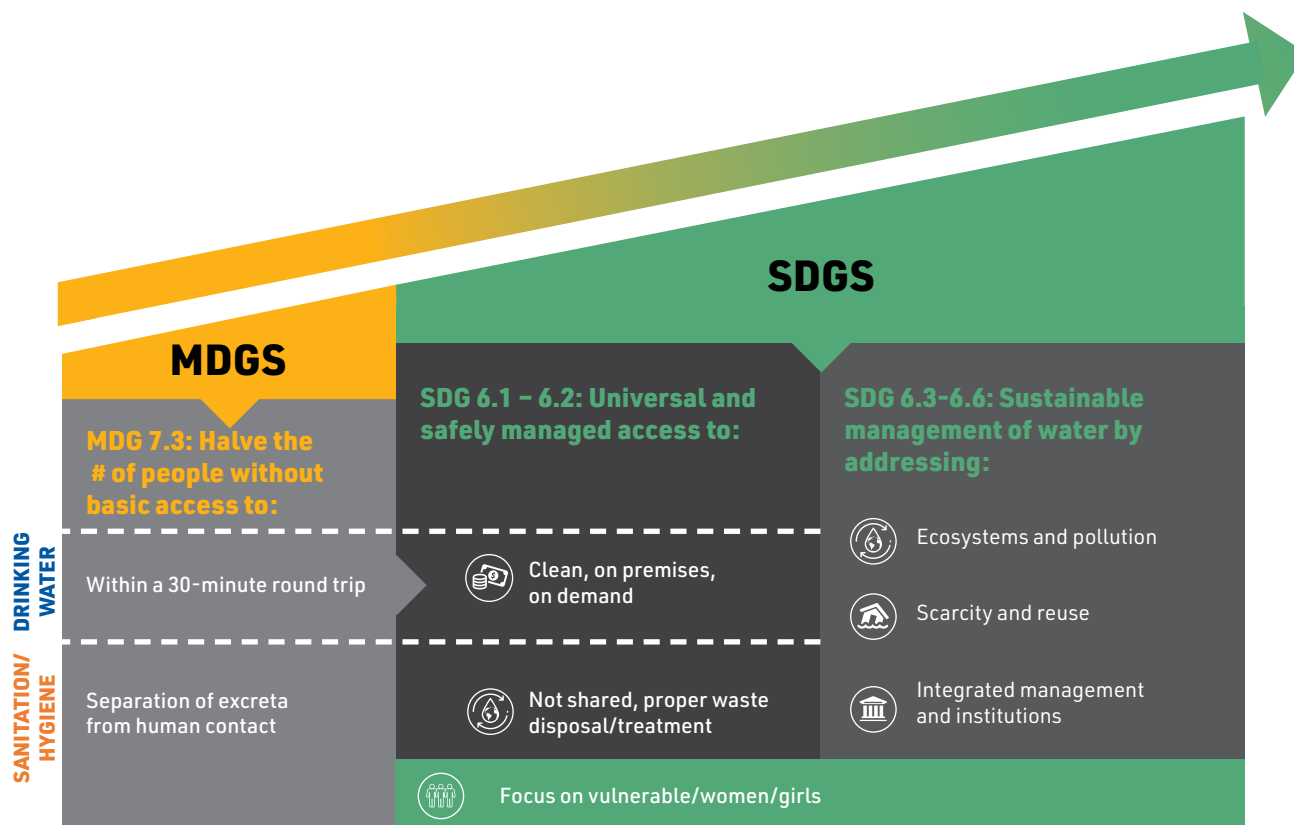 SDGS
MDGS
MDG 7.3: Halve the
# of people without
basic access to:
SDG 6.1 – 6.2: Universal and
safely managed access to:
SDG 6.3-6.6: Sustainable
management of water by
addressing:
DRINKING
WATER
Within a 30-minute round trip
Clean, on premises,
on demand
Ecosystems and pollution
Scarcity and reuse
SANITATION/
HYGIENE
Separation of excreta
from human contact
Not shared, proper waste
disposal/treatment
Integrated management
and institutions
Focus on vulnerable/women/girls